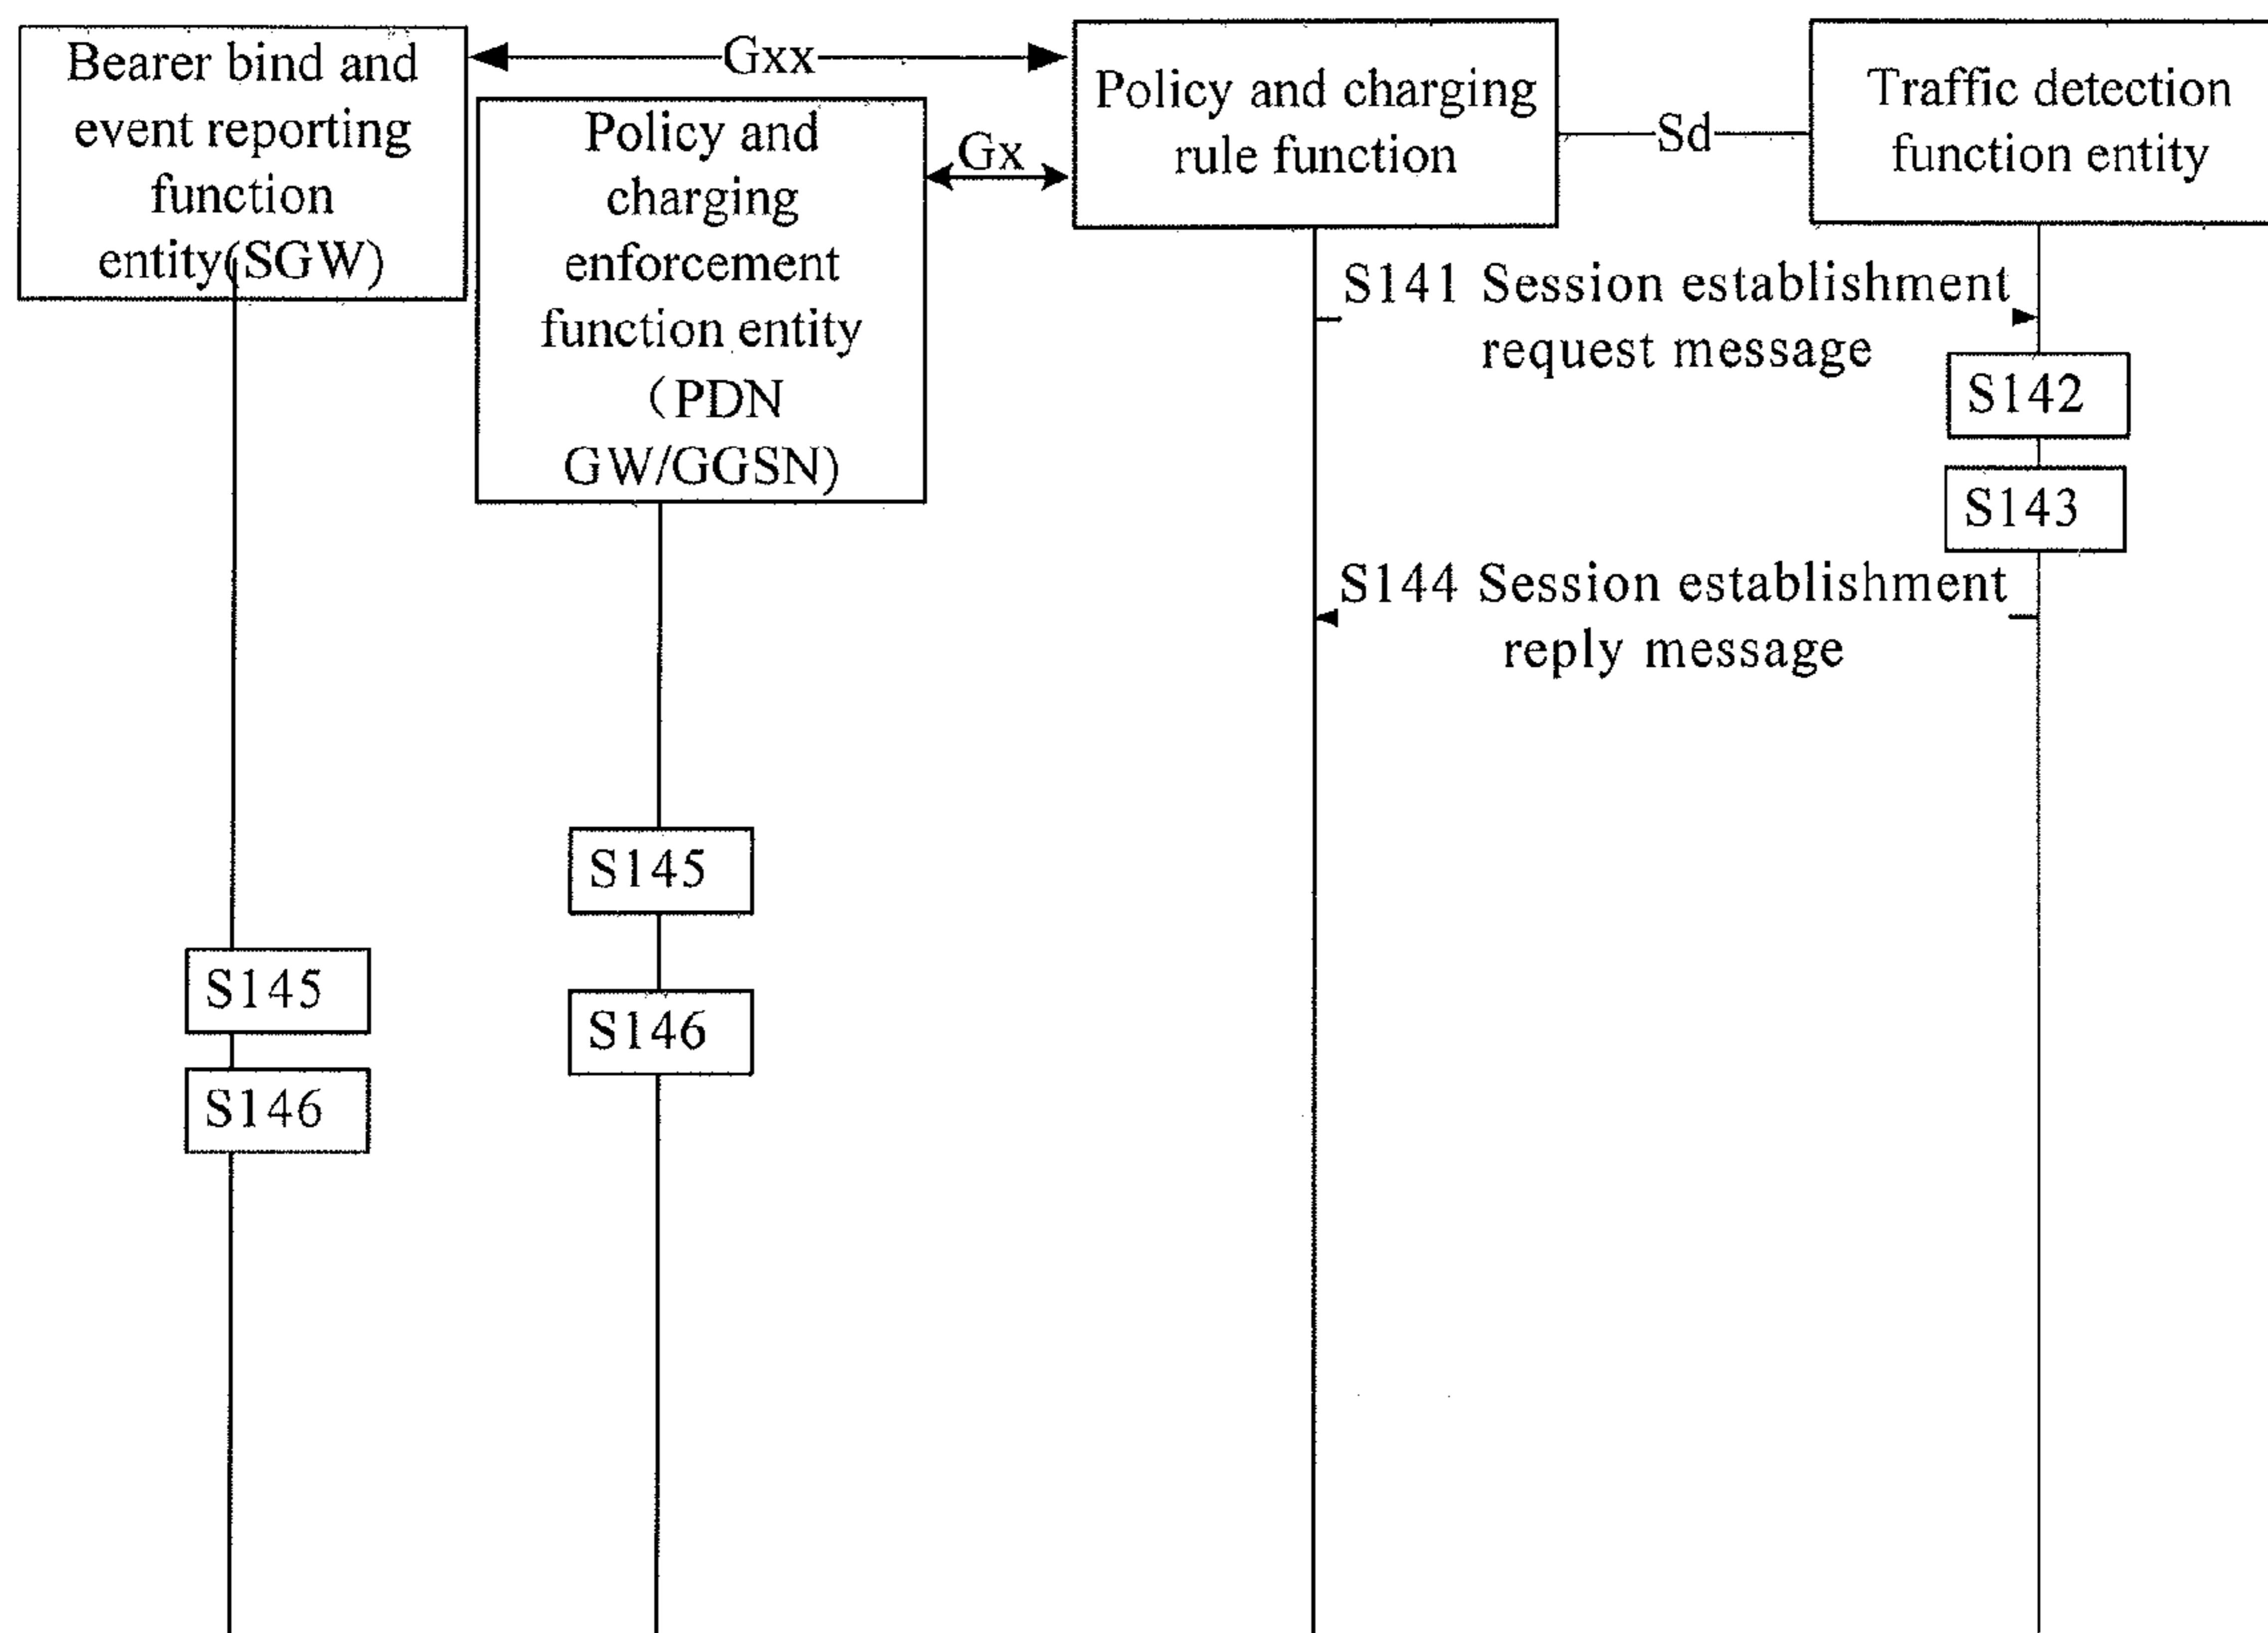 Bearer bind and
event reporting
function
entity(SGW)
Gxx
Policy and
charging
enforcement
function entity
（PDN
GW/GGSN)
Gx
Policy and charging
rule function
Sd
Traffic detection
function entity
S141 Session establishment
request message
S142
S143
S144 Session establishment
reply message
S145
S146
S145
S146